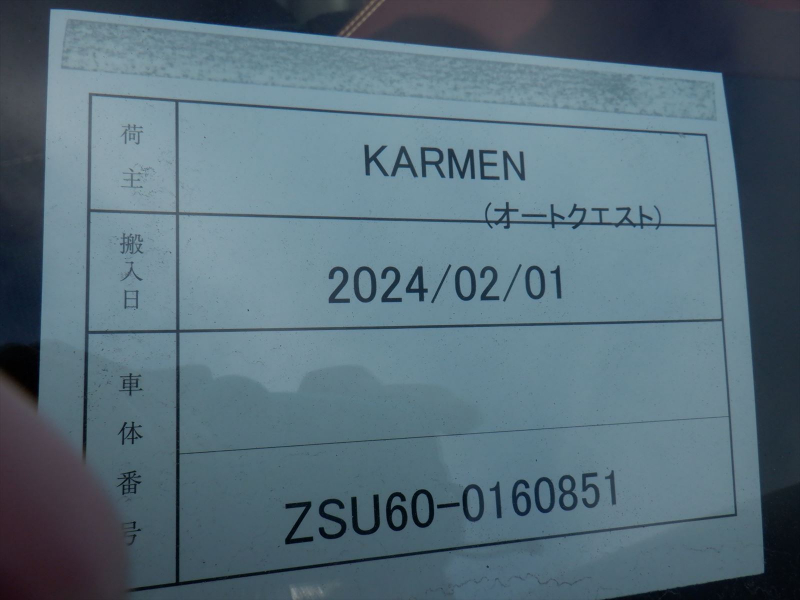 荷主
KARMEN
(オートクエスト)
搬入日
2024/02/01
車体番号
ZSU60-0160851